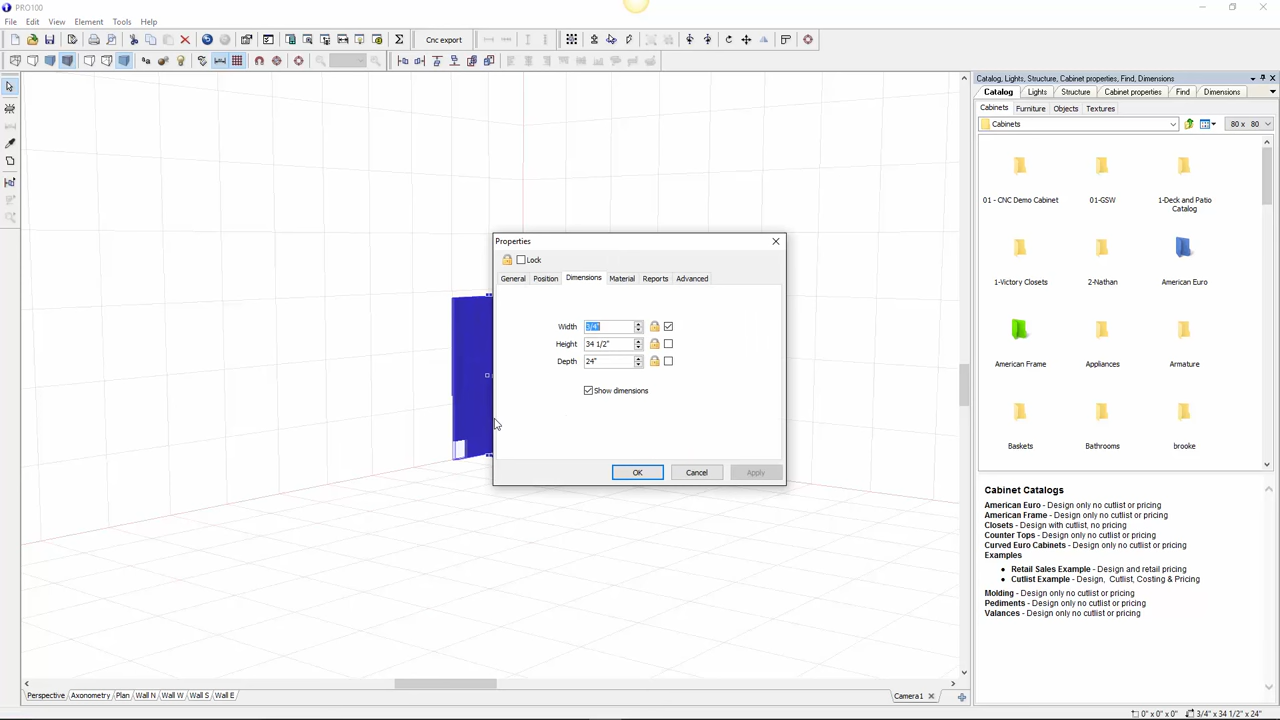 PRO100
File Edit View Element Tools Help
Cnc export
Catalog, Lights, Structure, Cabinet properties, Find, Dimensions
Catalog Lights Structure Cabinet properties Find Dimensions
Cabinets Furniture Objects Textures
Cabinets 80 x 80
01 - CNC Demo Cabinet 01-GSW 1-Deck and Patio Catalog
1-Victory Closets 2-Nathan American Euro
American Frame Appliances Armature
Baskets Bathrooms brooke
Properties
Lock
General Position Dimensions Material Reports Advanced
Width 3/4"
Height 34 1/2"
Depth 24"
Show dimensions
OK Cancel Apply
Cabinet Catalogs
American Euro - Design only no cutlist or pricing
American Frame - Design only no cutlist or pricing
Closets - Design with cutlist, no pricing
Counter Tops - Design only no cutlist or pricing
Curved Euro Cabinets - Design only no cutlist or pricing
Examples
• Retail Sales Example - Design and retail pricing
• Cutlist Example - Design, Cutlist, Costing & Pricing
Molding - Design only no cutlist or pricing
Pediments - Design only no cutlist or pricing
Valances - Design only no cutlist or pricing
Perspective Axonometry Plan Wall N Wall W Wall S Wall E Camera1
0" x 0" x 0" 3/4" x 34 1/2" x 24"